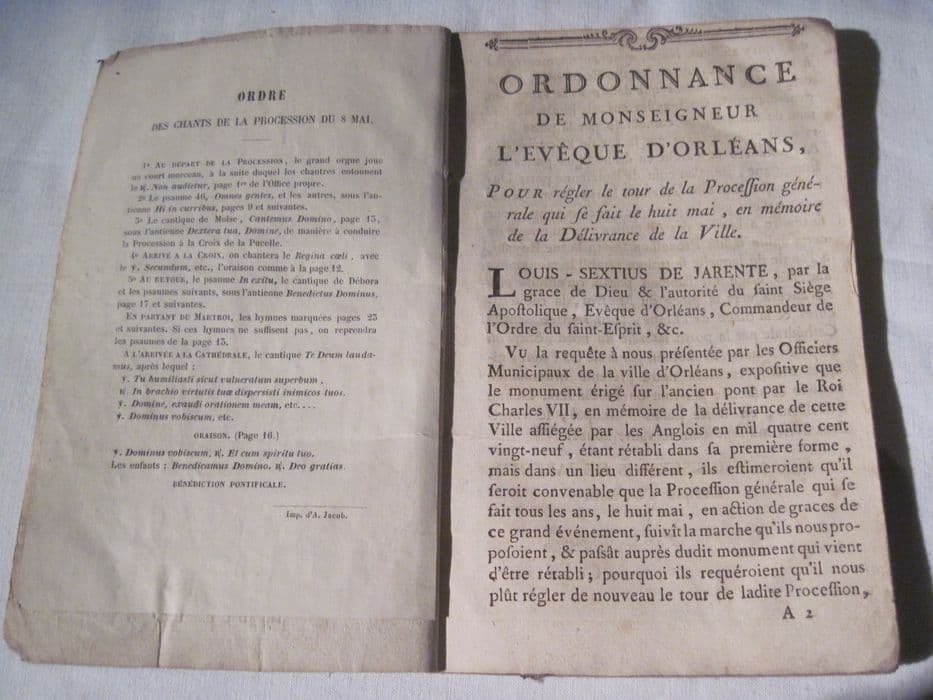 ORDRE
DES CHANTS DE LA PROCESSION DU 8 MAI.
1º AU DÉPART DE LA PROCESSION, le grand orgue joue
un court morceau, à la suite duquel les chantres entonnent
le ℟. Non audietur, page 1re de l'Office propre.
2º Le psaume 46, Omnes gentes, et les autres, sous l'an-
tienne Hi in curribus, pages 9 et suivantes.
3º Le cantique de Moïse, Cantemus Domino, page 15,
sous l'antienne Dextera tua, Domine, de manière à conduire
la Procession à la Croix de la Pucelle.
4º ARRIVÉ A LA CROIX, on chantera le Regina cœli, avec
le ℣. Secundum, etc., l'oraison comme à la page 12.
5º AU RETOUR, le psaume In exitu, le cantique de Débora
et les psaumes suivants, sous l'antienne Benedictus Dominus,
page 17 et suivantes.
EN PARTANT DU MARTROI, les hymnes marquées pages 25
et suivantes. Si ces hymnes ne suffisent pas, on reprendra
les psaumes de la page 15.
A L'ARRIVÉE A LA CATHÉDRALE, le cantique Te Deum lauda-
mus, après lequel :
℣. Tu humiliasti sicut vulneratum superbum,
℟. In brachio virtutis tuæ dispersisti inimicos tuos.
℣. Domine, exaudi orationem meam, etc....
℣. Dominus vobiscum, etc.
ORAISON. (Page 16.)
℣. Dominus vobiscum, ℟. Et cum spiritu tuo.
Les enfants : Benedicamus Domino. ℟. Deo gratias.
BÉNÉDICTION PONTIFICALE.
Imp. d'A. Jacob.
ORDONNANCE
DE MONSEIGNEUR
L'EVÊQUE D'ORLÉANS,
POUR régler le tour de la Proceſſion géné-
rale qui ſe fait le huit mai, en mémoire
de la Délivrance de la Ville.
LOUIS-SEXTIUS DE JARENTE, par la
grace de Dieu & l'autorité du ſaint Siège
Apoſtolique, Evêque d'Orléans, Commandeur de
l'Ordre du ſaint-Eſprit, &c.
VU la requête à nous préſentée par les Officiers
Municipaux de la ville d'Orléans, expoſitive que
le monument érigé ſur l'ancien pont par le Roi
Charles VII, en mémoire de la délivrance de cette
Ville aſſiégée par les Anglois en mil quatre cent
vingt-neuf, étant rétabli dans ſa première forme,
mais dans un lieu différent, ils eſtimeroient qu'il
ſeroit convenable que la Proceſſion générale qui ſe
fait tous les ans, le huit mai, en action de graces de
ce grand événement, ſuivît la marche qu'ils nous pro-
poſoient, & paſsât auprès dudit monument qui vient
d'être rétabli; pourquoi ils requéroient qu'il nous
plût régler de nouveau le tour de ladite Proceſſion,
A 2